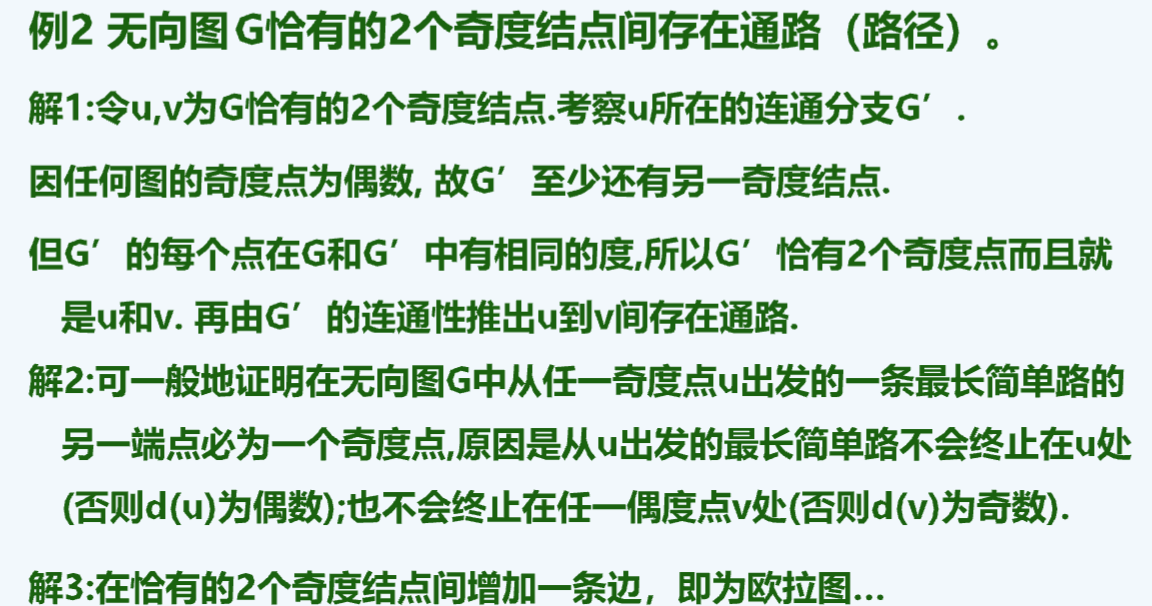 例2 无向图G恰有的2个奇度结点间存在通路（路径）。
解1:令u,v为G恰有的2个奇度结点.考察u所在的连通分支G′.
因任何图的奇度点为偶数, 故G′至少还有另一奇度结点.
但G′的每个点在G和G′中有相同的度,所以G′恰有2个奇度点而且就
是u和v. 再由G′的连通性推出u到v间存在通路.
解2:可一般地证明在无向图G中从任一奇度点u出发的一条最长简单路的
另一端点必为一个奇度点,原因是从u出发的最长简单路不会终止在u处
(否则d(u)为偶数);也不会终止在任一偶度点v处(否则d(v)为奇数).
解3:在恰有的2个奇度结点间增加一条边，即为欧拉图...